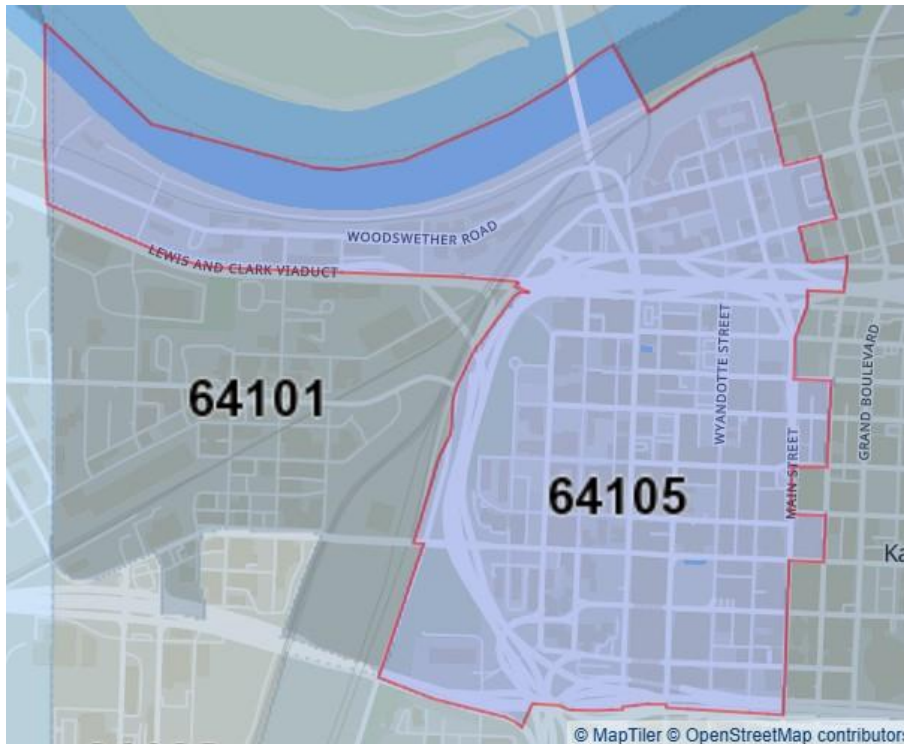 WOODSWETHER ROAD
LEWIS AND CLARK VIADUCT
64101
WYANDOTTE STREET
GRAND BOULEVARD
MAIN STREET
64105
Ka
© MapTiler © OpenStreetMap contributors